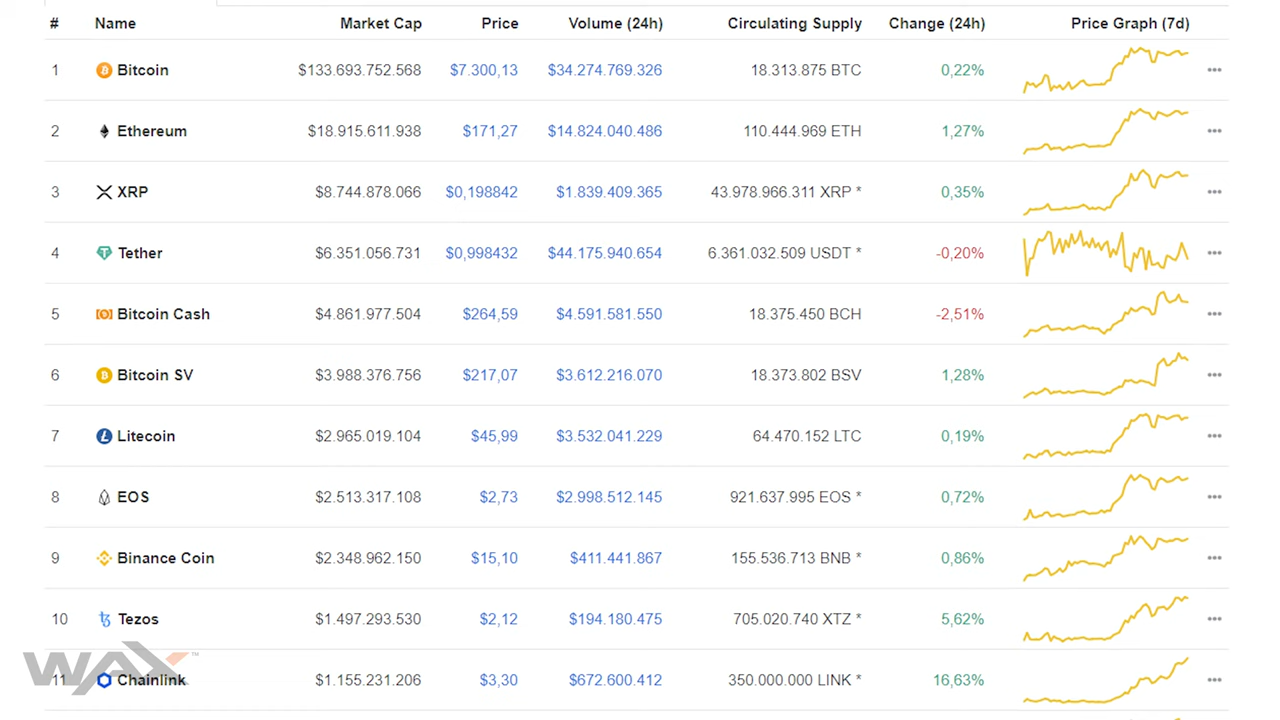 # Name Market Cap Price Volume (24h) Circulating Supply Change (24h) Price Graph (7d)
1 Bitcoin $133.693.752.568 $7.300,13 $34.274.769.326 18.313.875 BTC 0,22%
2 Ethereum $18.915.611.938 $171,27 $14.824.040.486 110.444.969 ETH 1,27%
3 XRP $8.744.878.066 $0,198842 $1.839.409.365 43.978.966.311 XRP * 0,35%
4 Tether $6.351.056.731 $0,998432 $44.175.940.654 6.361.032.509 USDT * -0,20%
5 Bitcoin Cash $4.861.977.504 $264,59 $4.591.581.550 18.375.450 BCH -2,51%
6 Bitcoin SV $3.988.376.756 $217,07 $3.612.216.070 18.373.802 BSV 1,28%
7 Litecoin $2.965.019.104 $45,99 $3.532.041.229 64.470.152 LTC 0,19%
8 EOS $2.513.317.108 $2,73 $2.998.512.145 921.637.995 EOS * 0,72%
9 Binance Coin $2.348.962.150 $15,10 $411.441.867 155.536.713 BNB * 0,86%
10 Tezos $1.497.293.530 $2,12 $194.180.475 705.020.740 XTZ * 5,62%
WAX™
11 Chainlink $1.155.231.206 $3,30 $672.600.412 350.000.000 LINK * 16,63%